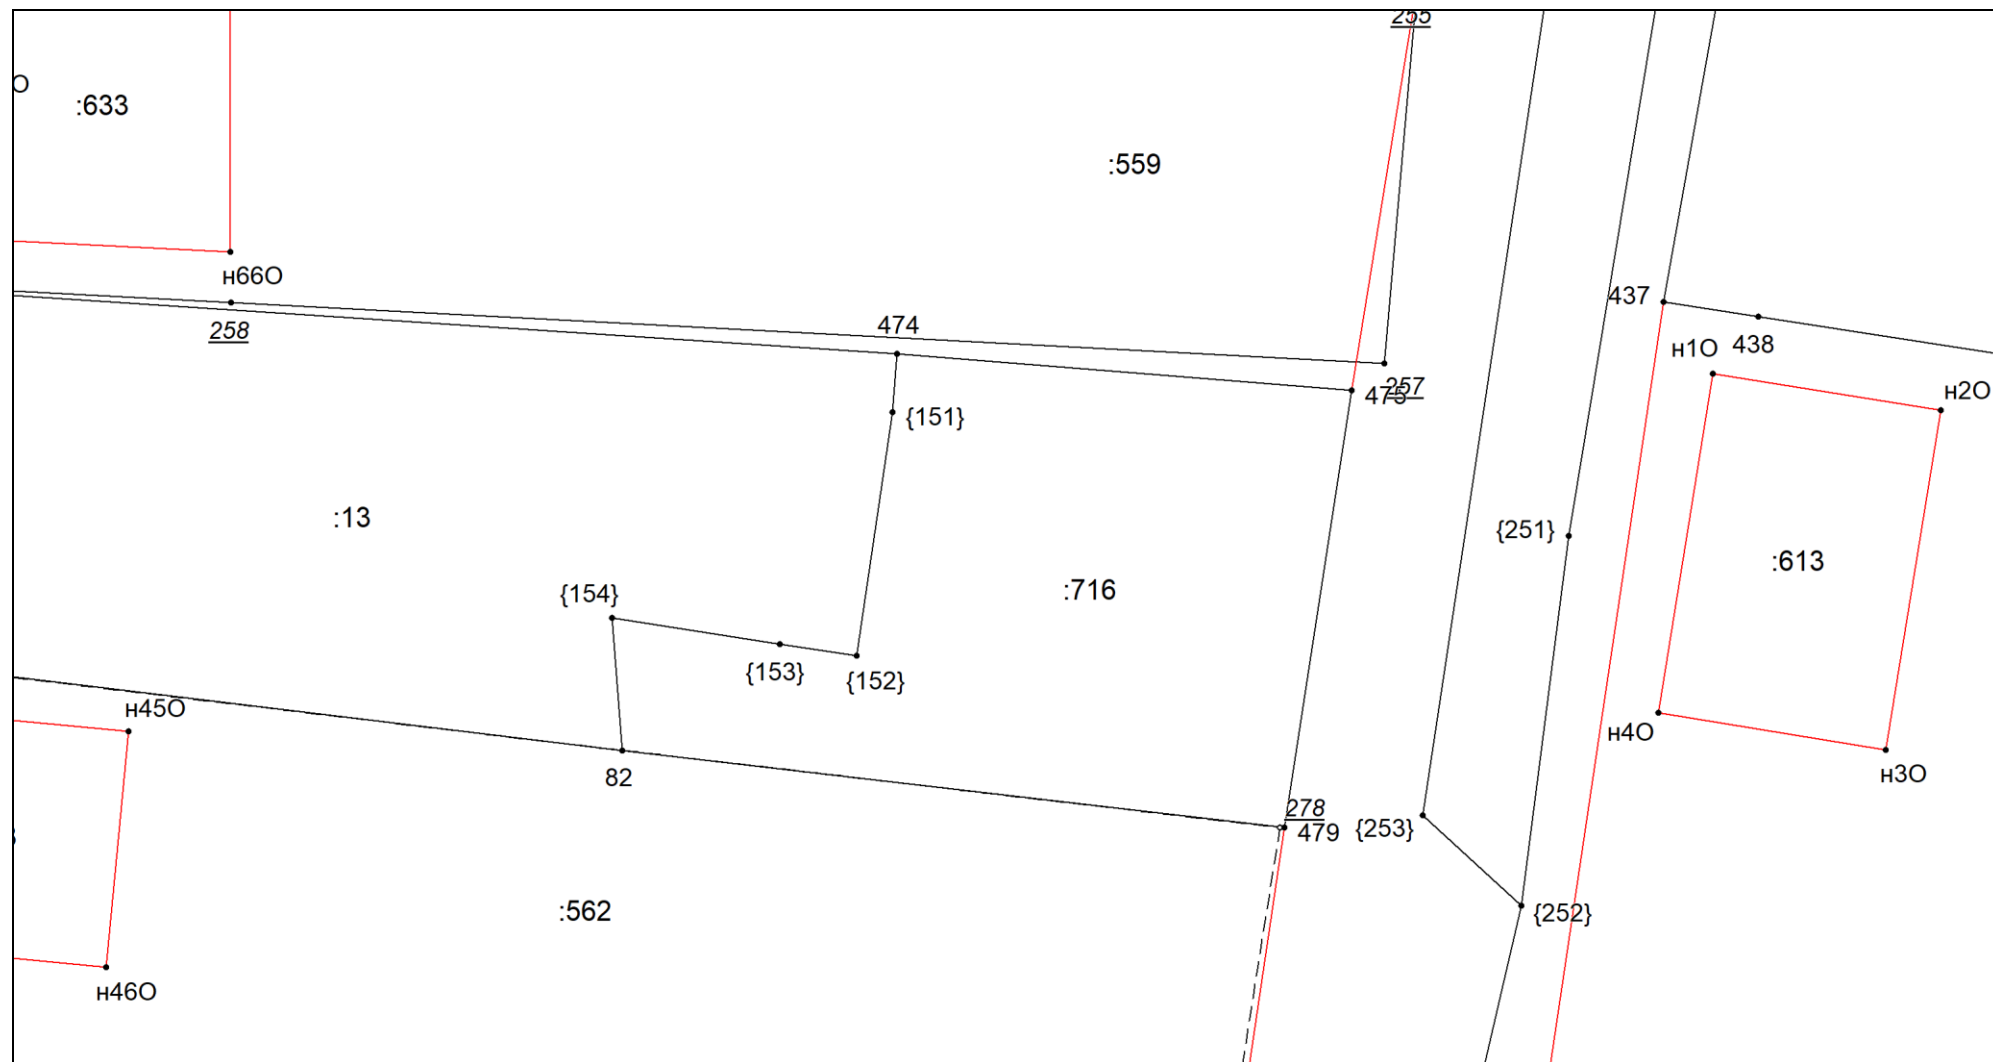 255
О
:633
:559
н66О
437
258
474
н1О
438
257
475
н2О
{151}
:13
{251}
:613
{154}
:716
{153}
{152}
н45О
н4О
н3О
82
278
479
{253}
:562
{252}
н46О